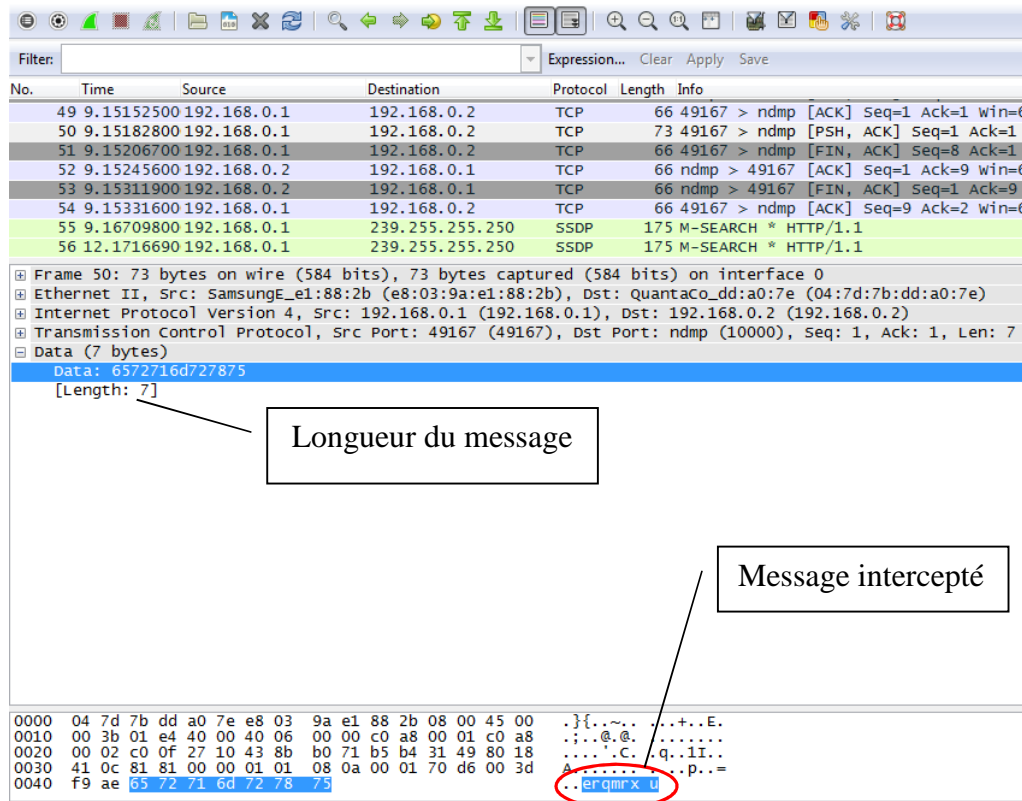 Filter: Expression... Clear Apply Save
No. Time Source Destination Protocol Length Info
49 9.15152500 192.168.0.1 192.168.0.2 TCP 66 49167 > ndmp [ACK] Seq=1 Ack=1 Win=6
50 9.15182800 192.168.0.1 192.168.0.2 TCP 73 49167 > ndmp [PSH, ACK] Seq=1 Ack=1
51 9.15206700 192.168.0.1 192.168.0.2 TCP 66 49167 > ndmp [FIN, ACK] Seq=8 Ack=1
52 9.15245600 192.168.0.2 192.168.0.1 TCP 66 ndmp > 49167 [ACK] Seq=1 Ack=9 Win=6
53 9.15311900 192.168.0.2 192.168.0.1 TCP 66 ndmp > 49167 [FIN, ACK] Seq=1 Ack=9
54 9.15331600 192.168.0.1 192.168.0.2 TCP 66 49167 > ndmp [ACK] Seq=9 Ack=2 Win=6
55 9.16709800 192.168.0.1 239.255.255.250 SSDP 175 M-SEARCH * HTTP/1.1
56 12.1716690 192.168.0.1 239.255.255.250 SSDP 175 M-SEARCH * HTTP/1.1
Frame 50: 73 bytes on wire (584 bits), 73 bytes captured (584 bits) on interface 0
Ethernet II, Src: SamsungE_e1:88:2b (e8:03:9a:e1:88:2b), Dst: QuantaCo_dd:a0:7e (04:7d:7b:dd:a0:7e)
Internet Protocol Version 4, Src: 192.168.0.1 (192.168.0.1), Dst: 192.168.0.2 (192.168.0.2)
Transmission Control Protocol, Src Port: 49167 (49167), Dst Port: ndmp (10000), Seq: 1, Ack: 1, Len: 7
Data (7 bytes)
Data: 6572716d727875
[Length: 7]
Longueur du message
Message intercepté
0000 04 7d 7b dd a0 7e e8 03 9a e1 88 2b 08 00 45 00 .}{..~.. ...+..E.
0010 00 3b 01 e4 40 00 40 06 00 00 c0 a8 00 01 c0 a8 .;..@.@. ........
0020 00 02 c0 0f 27 10 43 8b b0 71 b5 b4 31 49 80 18 ....'.C. .q..1I..
0030 41 0c 81 81 00 00 01 01 08 0a 00 01 70 d6 00 3d A....... ....p..=
0040 f9 ae 65 72 71 6d 72 78 75 ..erqmrx u